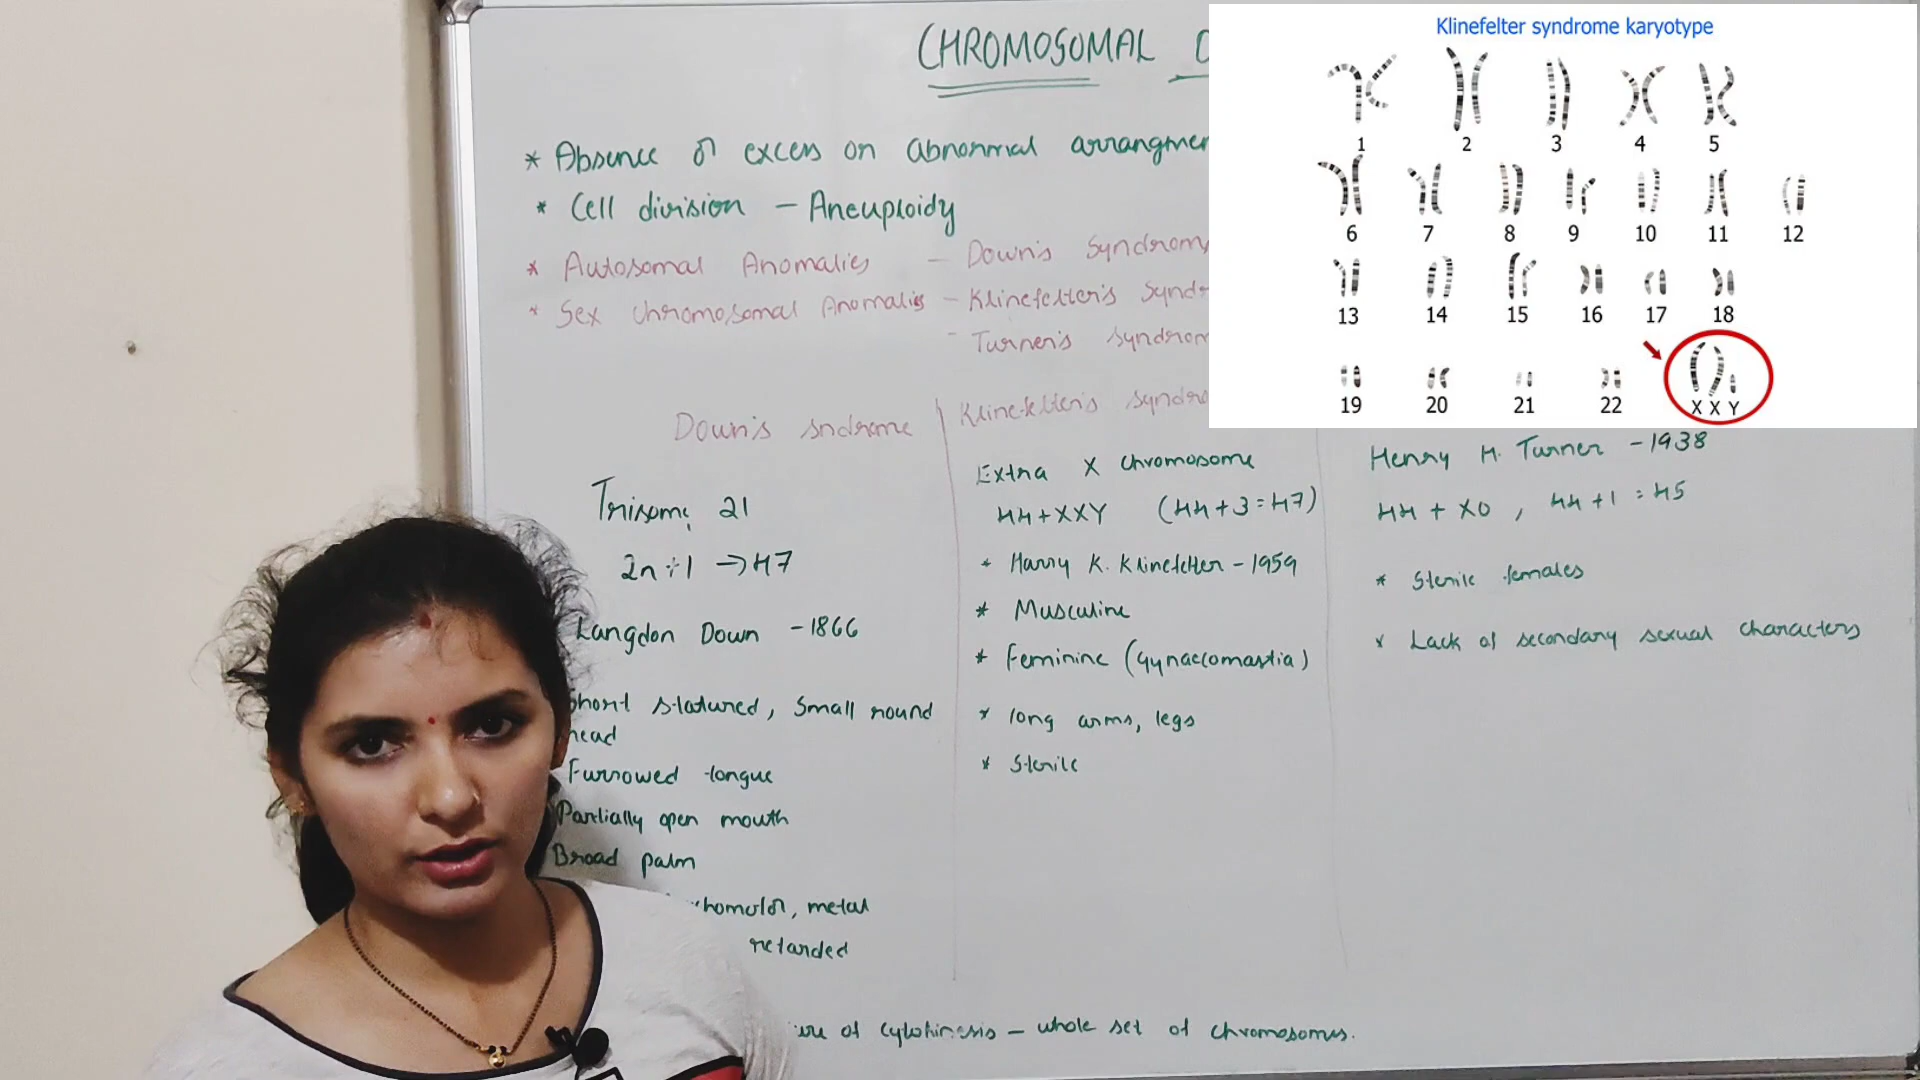 CHROMOSOMAL
* Absence or excess or abnormal arrangmen
* Cell division – Aneuploidy
* Autosomal Anomalies – Down's Syndrom
* Sex chromosomal Anomalies – Klinefelter's Synd
– Turner's syndrom
Down's sndrome
Trisomy 21
2n+1 → 47
Langdon Down – 1866
Short statured, Small round
head
Furrowed tongue
Partially open mouth
Broad palm
metal
retarded
Klinefelter's syndro
Extra X chromosome
44+XXY (44+3=47)
* Harry K. Klinefelter – 1959
* Musculine
* Feminine (Gynaecomastia)
* long arms, legs
* Sterile
Henry H. Turner – 1938
44 + XO , 44 + 1 = 45
* Sterile females
* Lack of secondary sexual characters
of cytokinesis – whole set of chromosomes.
Klinefelter syndrome karyotype
1 2 3 4 5
6 7 8 9 10 11 12
13 14 15 16 17 18
19 20 21 22 X X Y